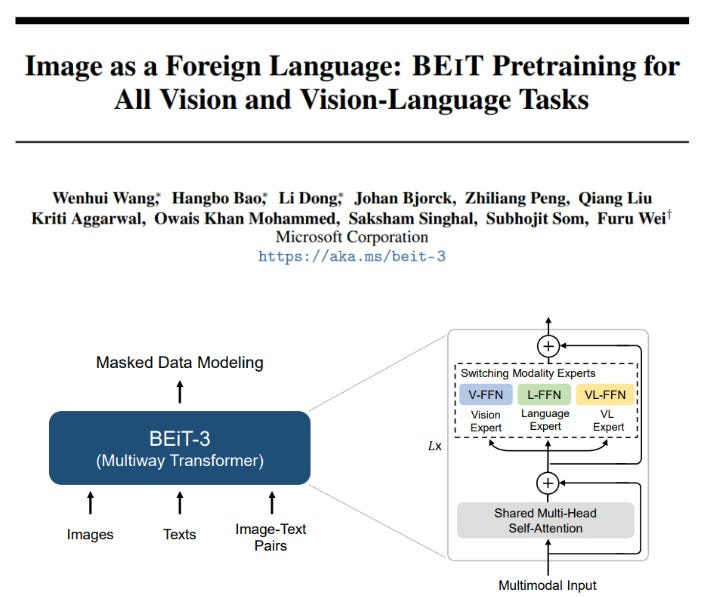 Image as a Foreign Language: BEIT Pretraining for
All Vision and Vision-Language Tasks
Wenhui Wang,* Hangbo Bao,* Li Dong,* Johan Bjorck, Zhiliang Peng, Qiang Liu
Kriti Aggarwal, Owais Khan Mohammed, Saksham Singhal, Subhojit Som, Furu Wei†
Microsoft Corporation
https://aka.ms/beit-3
Masked Data Modeling
BEiT-3
(Multiway Transformer)
Images
Texts
Image-Text
Pairs
Lx
Switching Modality Experts
V-FFN
L-FFN
VL-FFN
Vision
Expert
Language
Expert
VL
Expert
Shared Multi-Head
Self-Attention
Multimodal Input